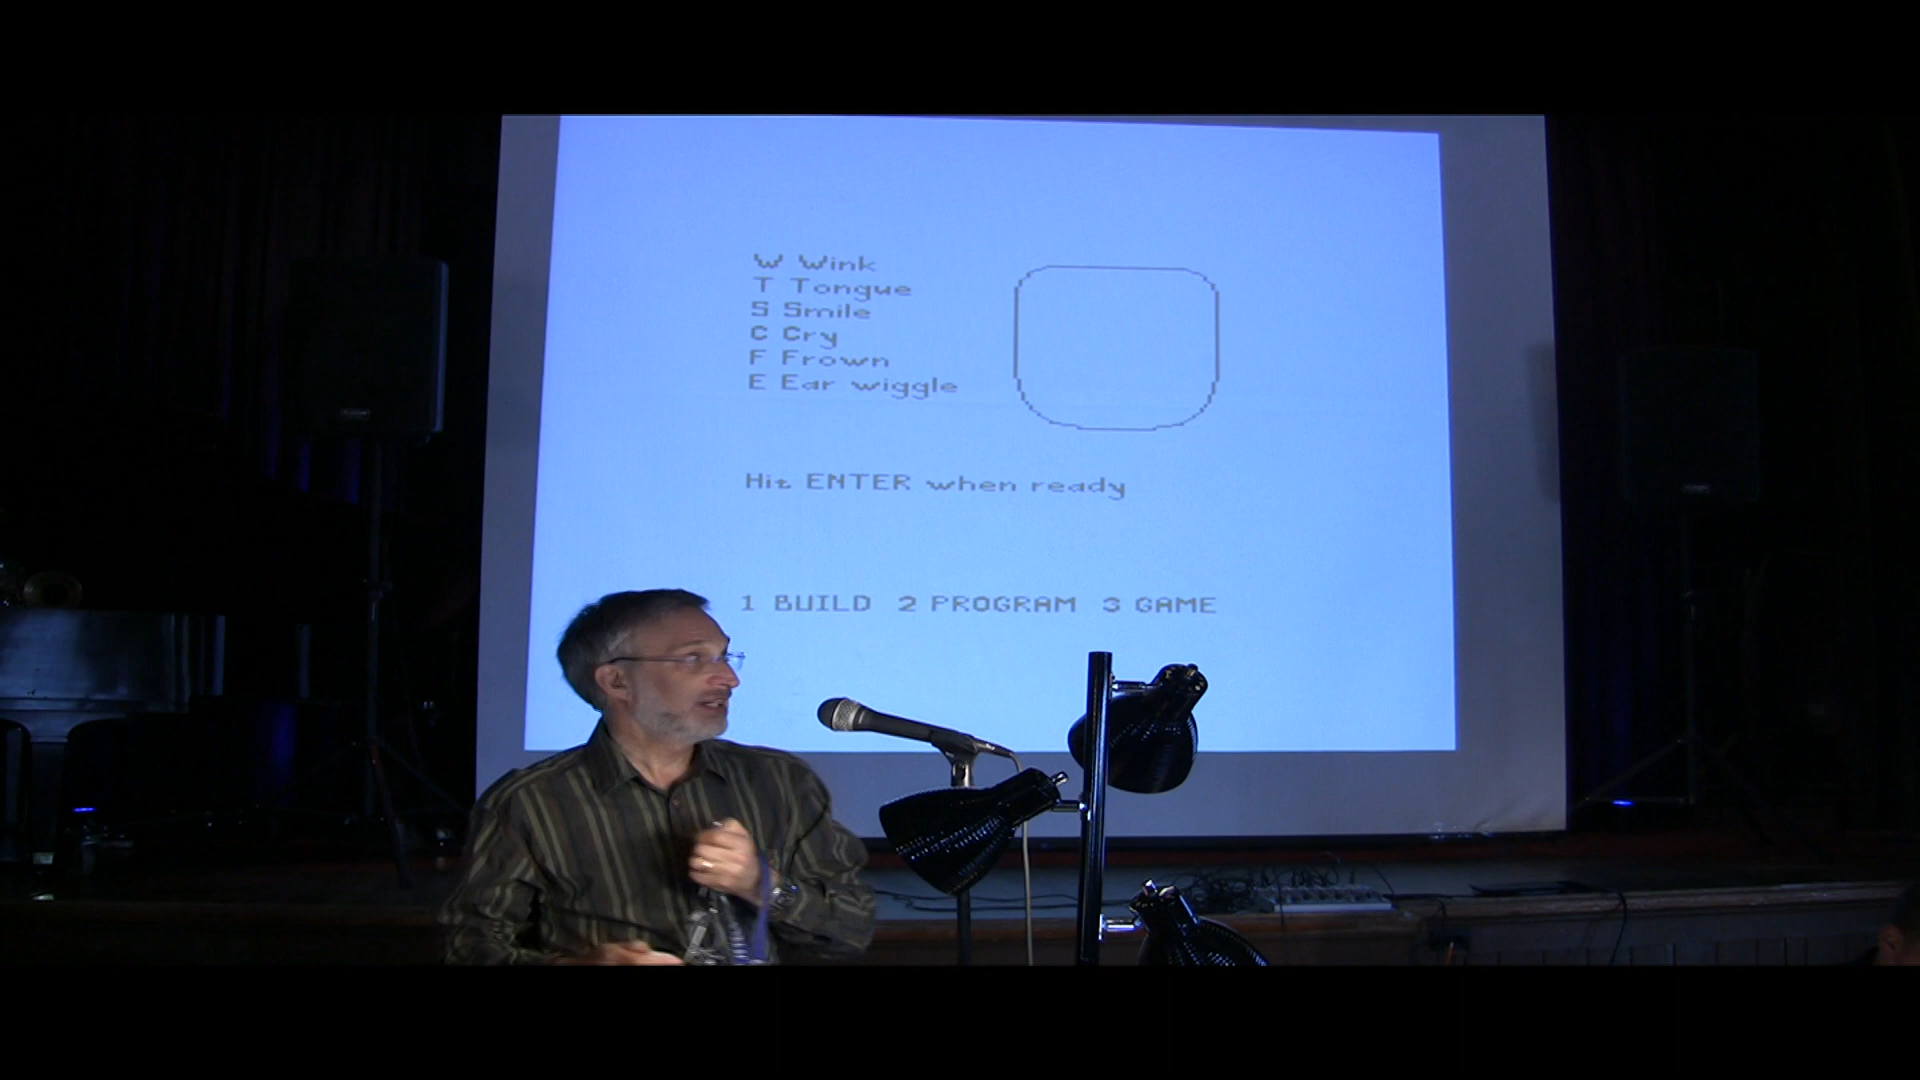 W Wink
T Tongue
S Smile
C Cry
F Frown
E Ear wiggle
Hit ENTER when ready
1 BUILD 2 PROGRAM 3 GAME